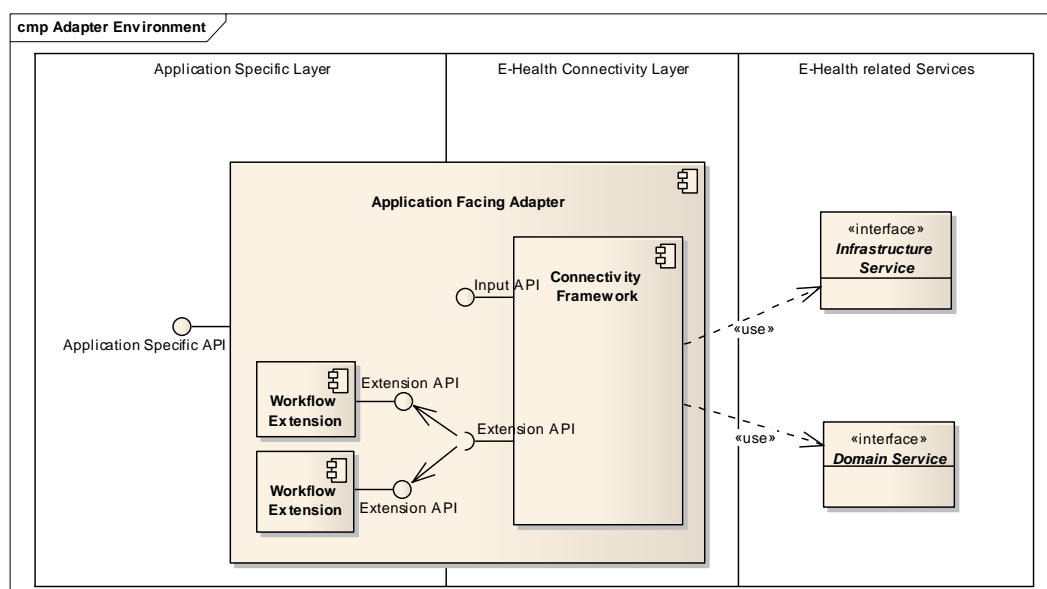 cmp Adapter Environment
Application Specific Layer
E-Health Connectivity Layer
E-Health related Services
Application Facing Adapter
«interface»
Infrastructure
Service
Connectivity
Framework
Input API
«use»
Application Specific API
Extension API
Workflow
Extension
Extension API
«use»
«interface»
Domain Service
Workflow
Extension
Extension API